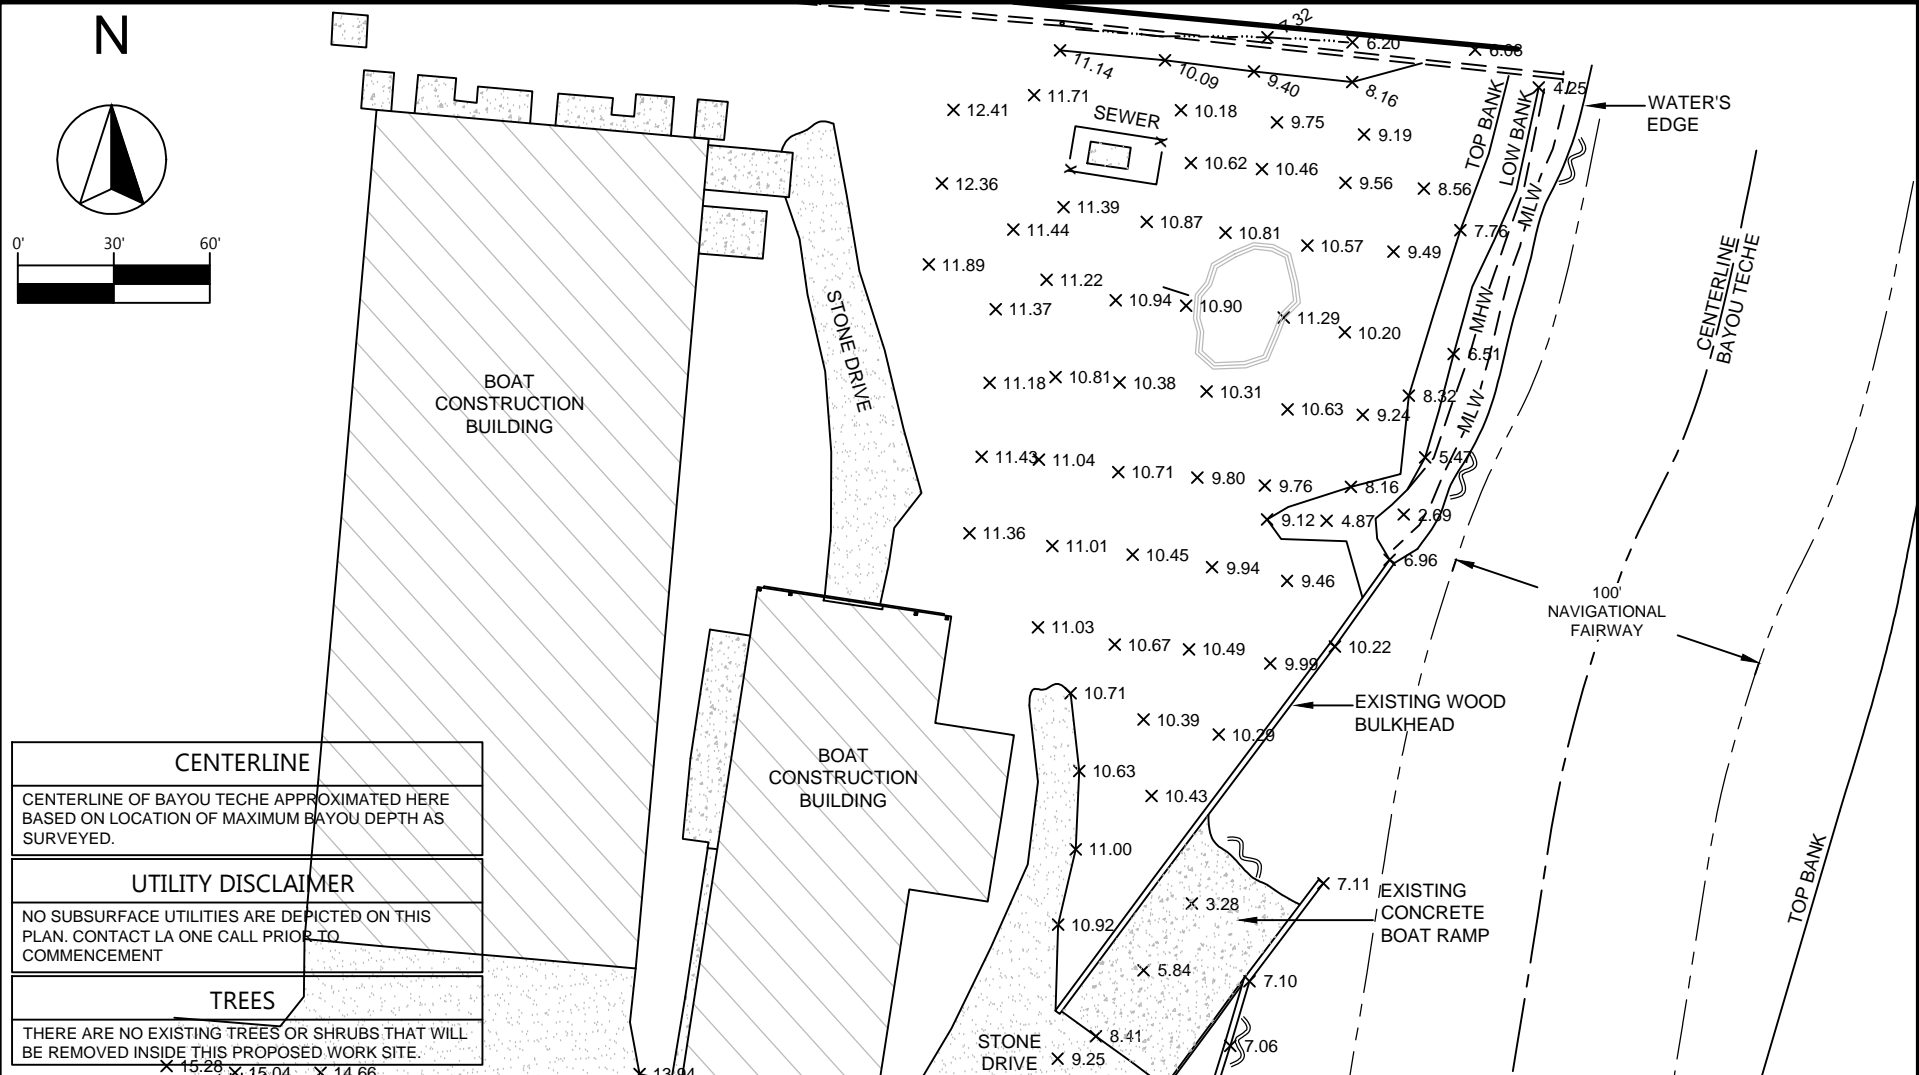 N
0' 30' 60'
7.32
6.20
6.08
11.14
10.09
9.40
8.16
4.25
WATER'S
EDGE
12.41
11.71
SEWER
10.18
9.75
9.19
TOP BANK
LOW BANK
12.36
10.62
10.46
9.56
8.56
MLW
11.39
11.44
10.87
10.81
10.57
9.49
7.76
CENTERLINE
BAYOU TECHE
11.89
11.22
11.37
10.94
10.90
11.29
10.20
MHW
6.51
STONE DRIVE
BOAT
CONSTRUCTION
BUILDING
11.18
10.81
10.38
10.31
10.63
9.24
8.32
MLW
11.43
11.04
10.71
9.80
9.76
8.16
5.47
11.36
11.01
10.45
9.94
9.12
4.87
2.69
9.46
6.96
100'
NAVIGATIONAL
FAIRWAY
11.03
10.67
10.49
9.99
10.22
10.71
10.39
10.29
EXISTING WOOD
BULKHEAD
BOAT
CONSTRUCTION
BUILDING
10.63
10.43
11.00
7.11
3.28
EXISTING
CONCRETE
BOAT RAMP
TOP BANK
10.92
5.84
7.10
8.41
9.25
7.06
STONE
DRIVE
CENTERLINE
CENTERLINE OF BAYOU TECHE APPROXIMATED HERE
BASED ON LOCATION OF MAXIMUM BAYOU DEPTH AS
SURVEYED.
UTILITY DISCLAIMER
NO SUBSURFACE UTILITIES ARE DEPICTED ON THIS
PLAN. CONTACT LA ONE CALL PRIOR TO
COMMENCEMENT
TREES
THERE ARE NO EXISTING TREES OR SHRUBS THAT WILL
BE REMOVED INSIDE THIS PROPOSED WORK SITE.
15.28
15.04
14.66
13.94